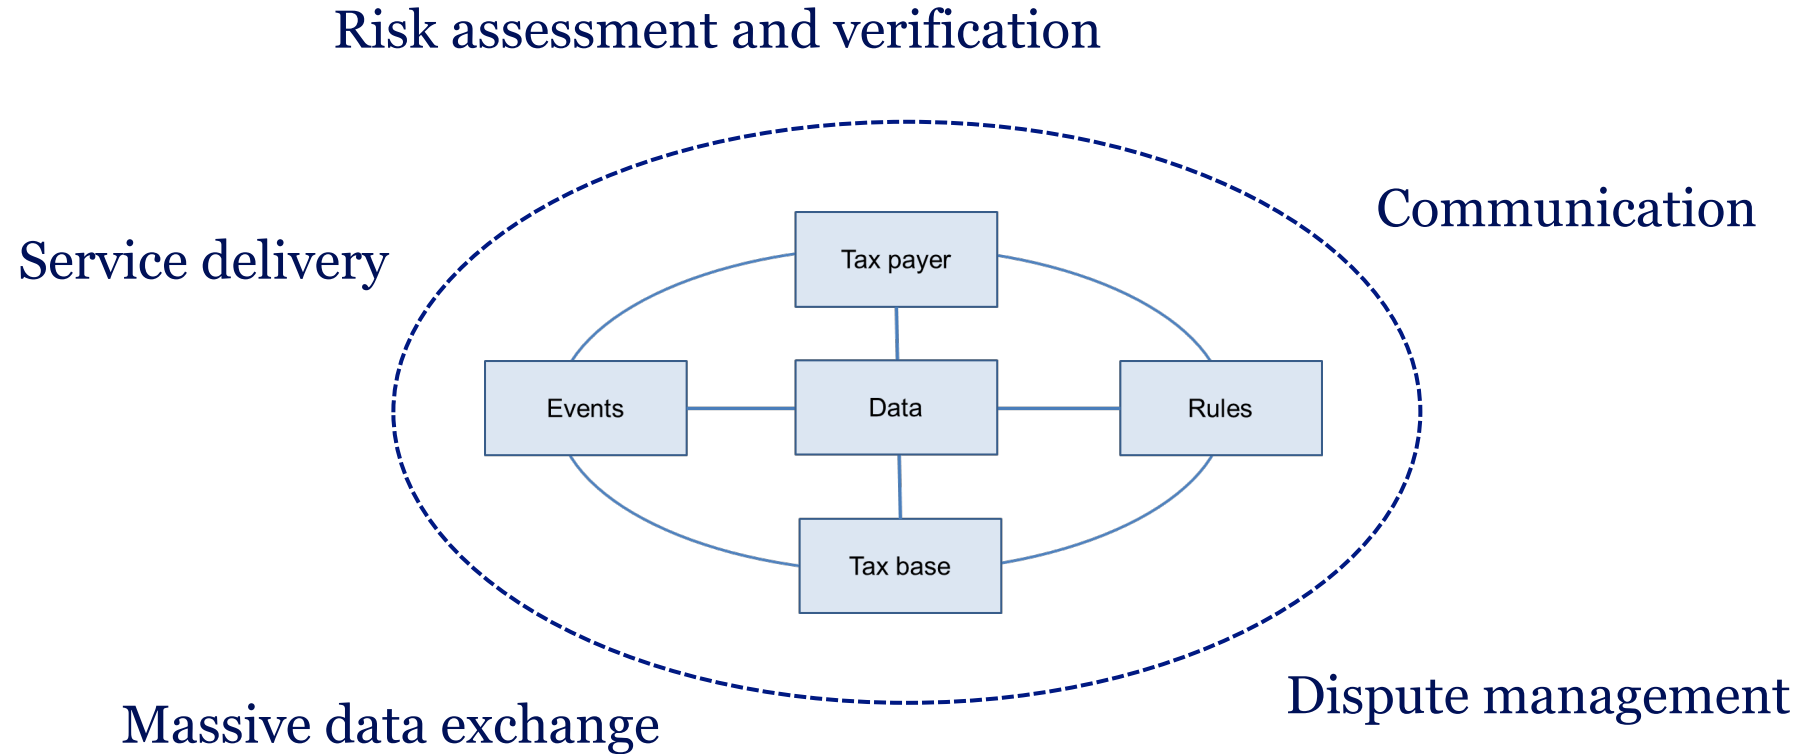 Risk assessment and verification
Communication
Service delivery
Tax payer
Events
Data
Rules
Tax base
Dispute management
Massive data exchange